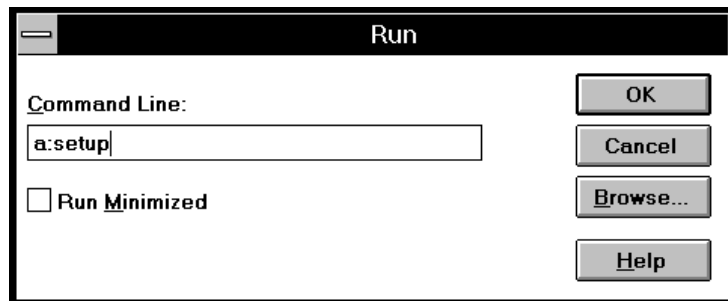 Run
Command Line:
a:setup
Run Minimized
OK
Cancel
Browse...
Help